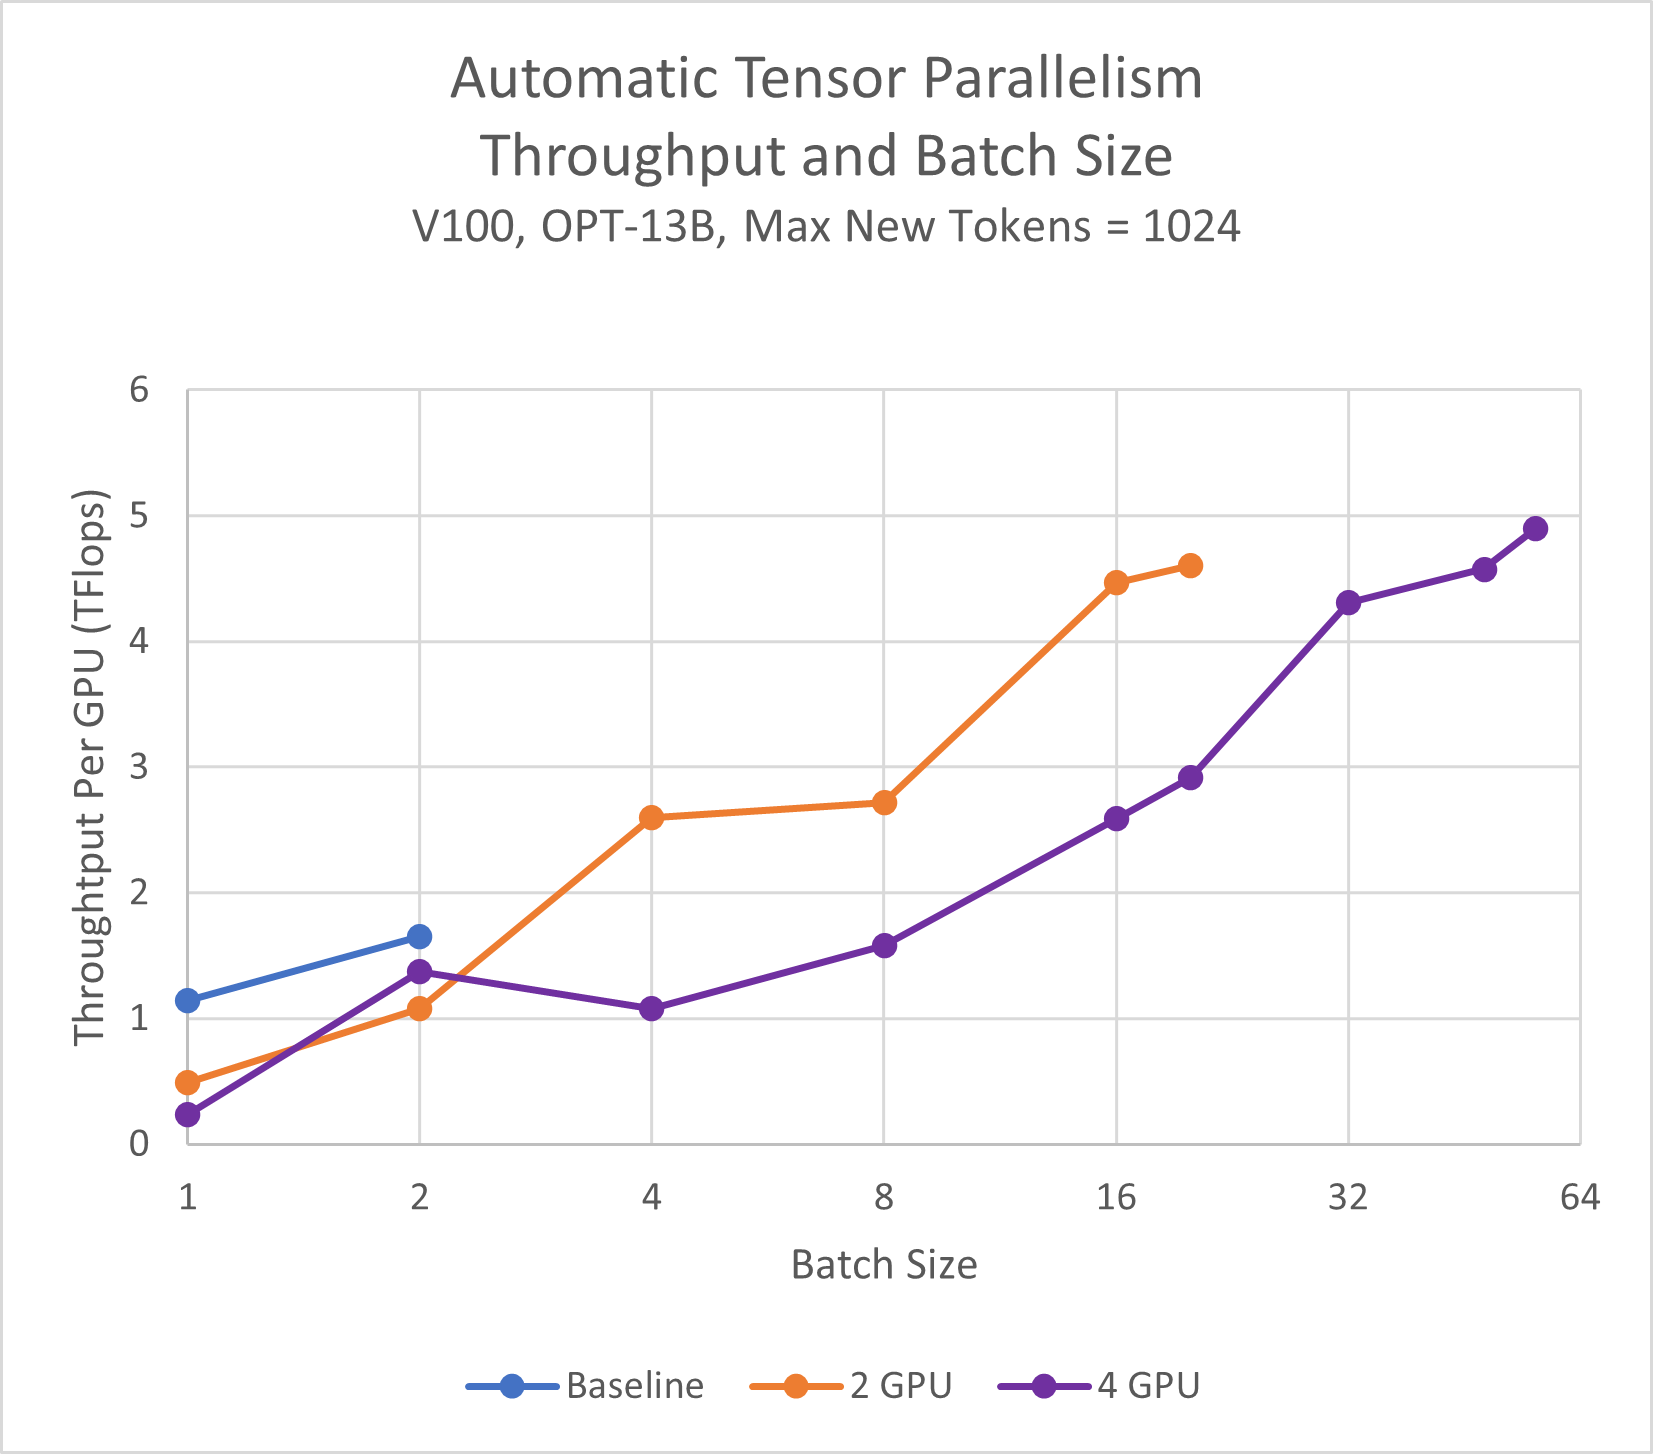 Automatic Tensor Parallelism
Throughput and Batch Size
V100, OPT-13B, Max New Tokens = 1024
Throughtput Per GPU (TFlops)
6
5
4
3
2
1
0
1 2 4 8 16 32 64
Batch Size
Baseline 2 GPU 4 GPU